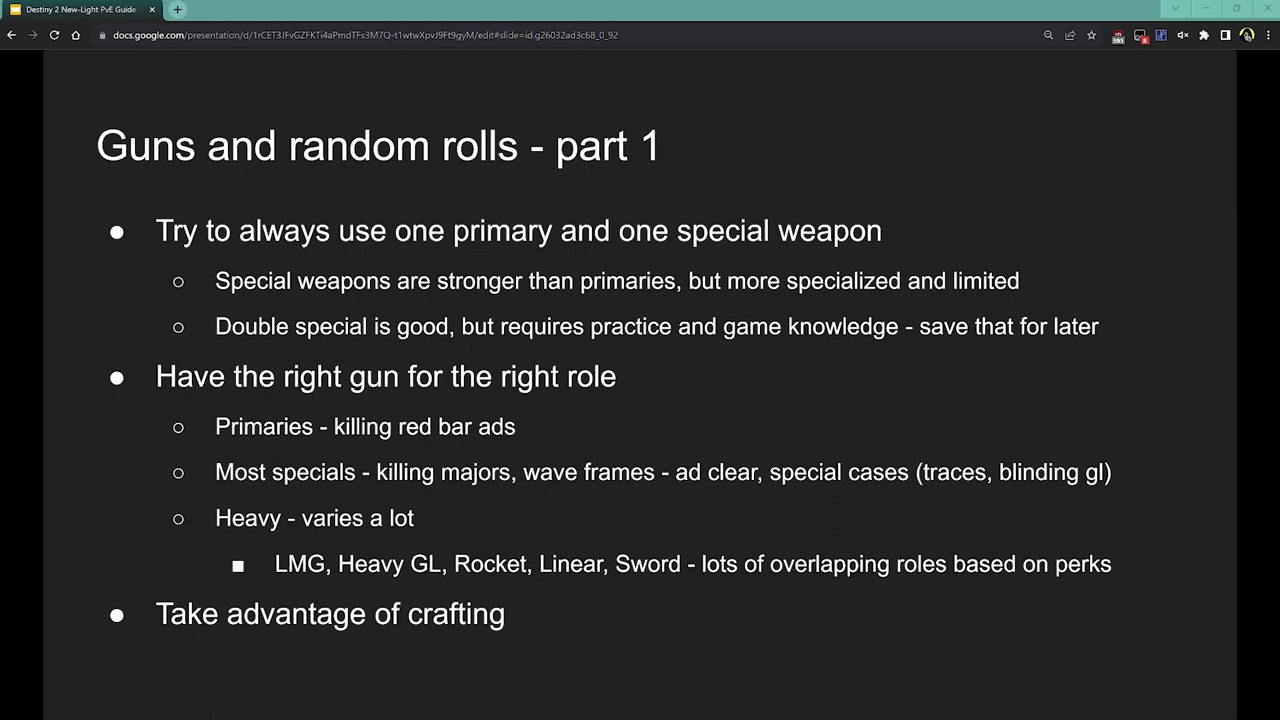 Destiny 2 New-Light PvE Guide
docs.google.com/presentation/d/1rCET3JFvGZFKTi4aPmdTFs3M7Q-t1wtwXpvJ9Ft9gyM/edit#slide=id.g26032ad3c68_0_92
Guns and random rolls - part 1
● Try to always use one primary and one special weapon
○ Special weapons are stronger than primaries, but more specialized and limited
○ Double special is good, but requires practice and game knowledge - save that for later
● Have the right gun for the right role
○ Primaries - killing red bar ads
○ Most specials - killing majors, wave frames - ad clear, special cases (traces, blinding gl)
○ Heavy - varies a lot
■ LMG, Heavy GL, Rocket, Linear, Sword - lots of overlapping roles based on perks
● Take advantage of crafting